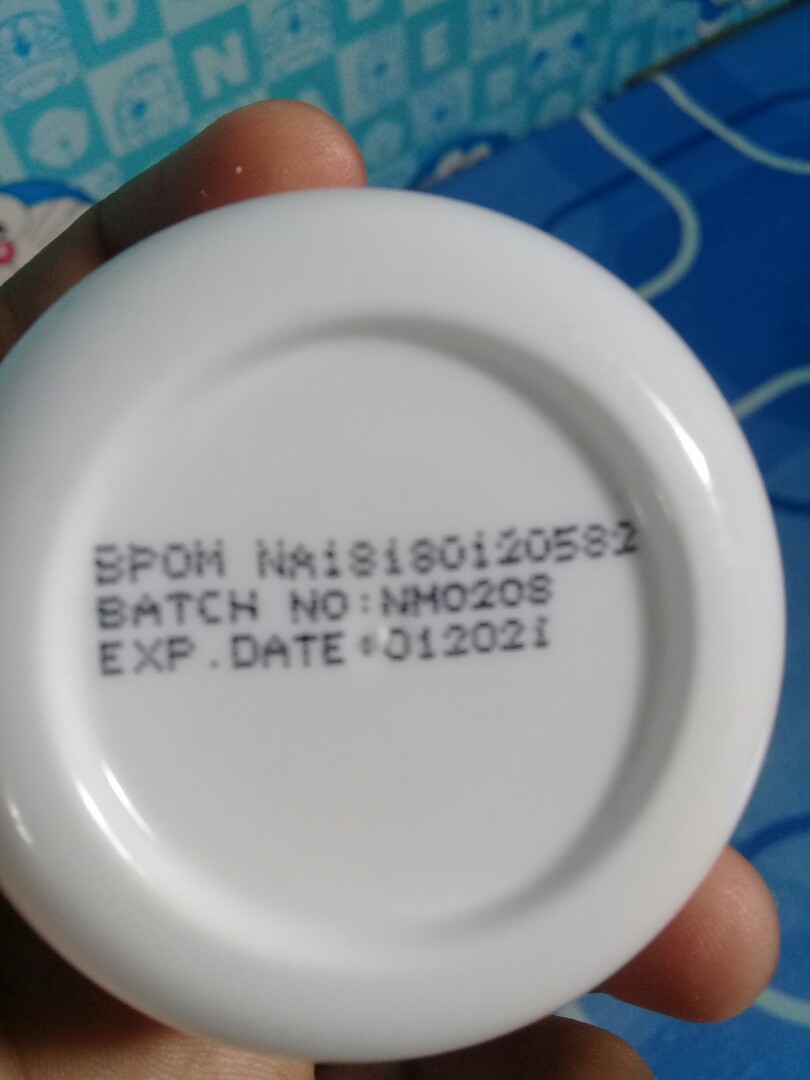 BPOM NA18180120582
BATCH NO:NM0208
EXP.DATE:012021